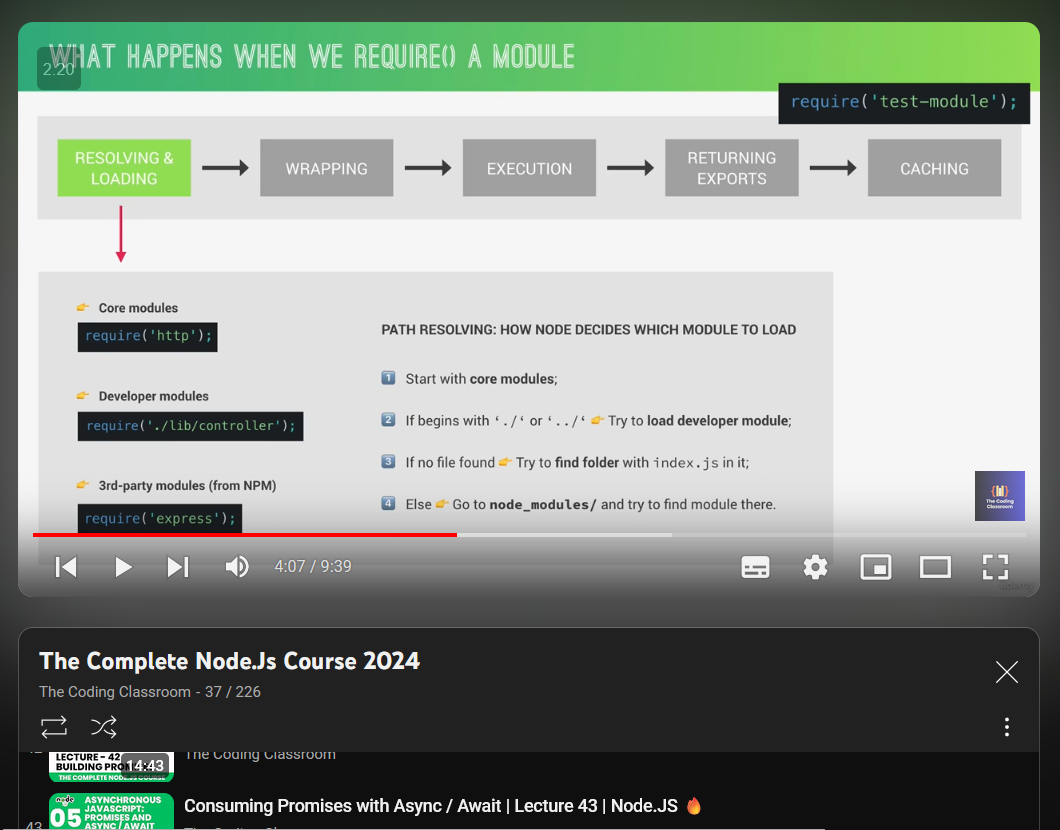 WHAT HAPPENS WHEN WE REQUIRE() A MODULE
2.20
require('test-module');
RESOLVING &
LOADING
WRAPPING
EXECUTION
RETURNING
EXPORTS
CACHING
Core modules
require('http');
Developer modules
require('./lib/controller');
3rd-party modules (from NPM)
require('express');
PATH RESOLVING: HOW NODE DECIDES WHICH MODULE TO LOAD
1 Start with core modules;
2 If begins with ‘./‘ or ‘../‘ 👉 Try to load developer module;
3 If no file found 👉 Try to find folder with index.js in it;
4 Else 👉 Go to node_modules/ and try to find module there.
The Coding
Classroom
4:07 / 9:39
The Complete Node.Js Course 2024
The Coding Classroom - 37 / 226
42
LECTURE - 42
BUILDING
14:43
THE COMPLETE NODE.JS COURSE
The Coding Classroom
43
node
05
ASYNCHRONOUS
JAVASCRIPT:
PROMISES AND
ASYNC / AWAIT
Consuming Promises with Async / Await | Lecture 43 | Node.JS 🔥